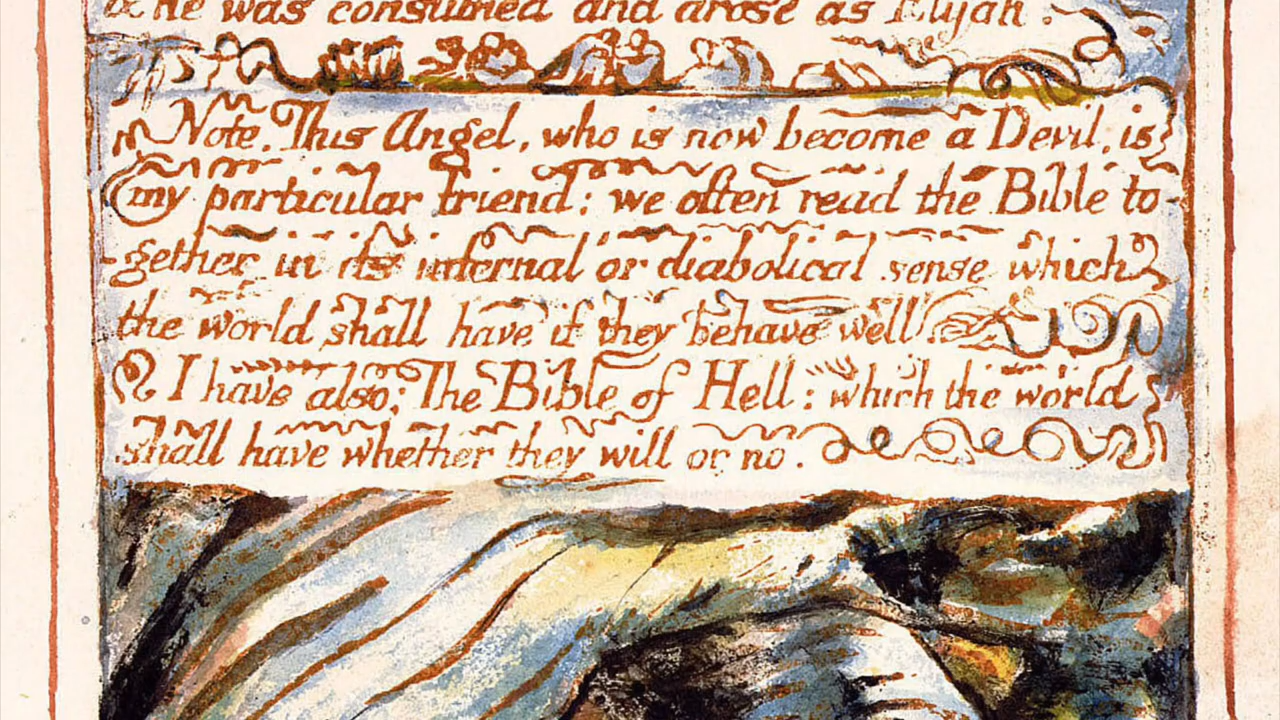 & he was consumed and arose as Elijah.
Note. This Angel, who is now become a Devil, is
my particular friend: we often read the Bible to-
gether in its infernal or diabolical sense which
the world shall have if they behave well.
I have also: The Bible of Hell: which the world
shall have whether they will or no.